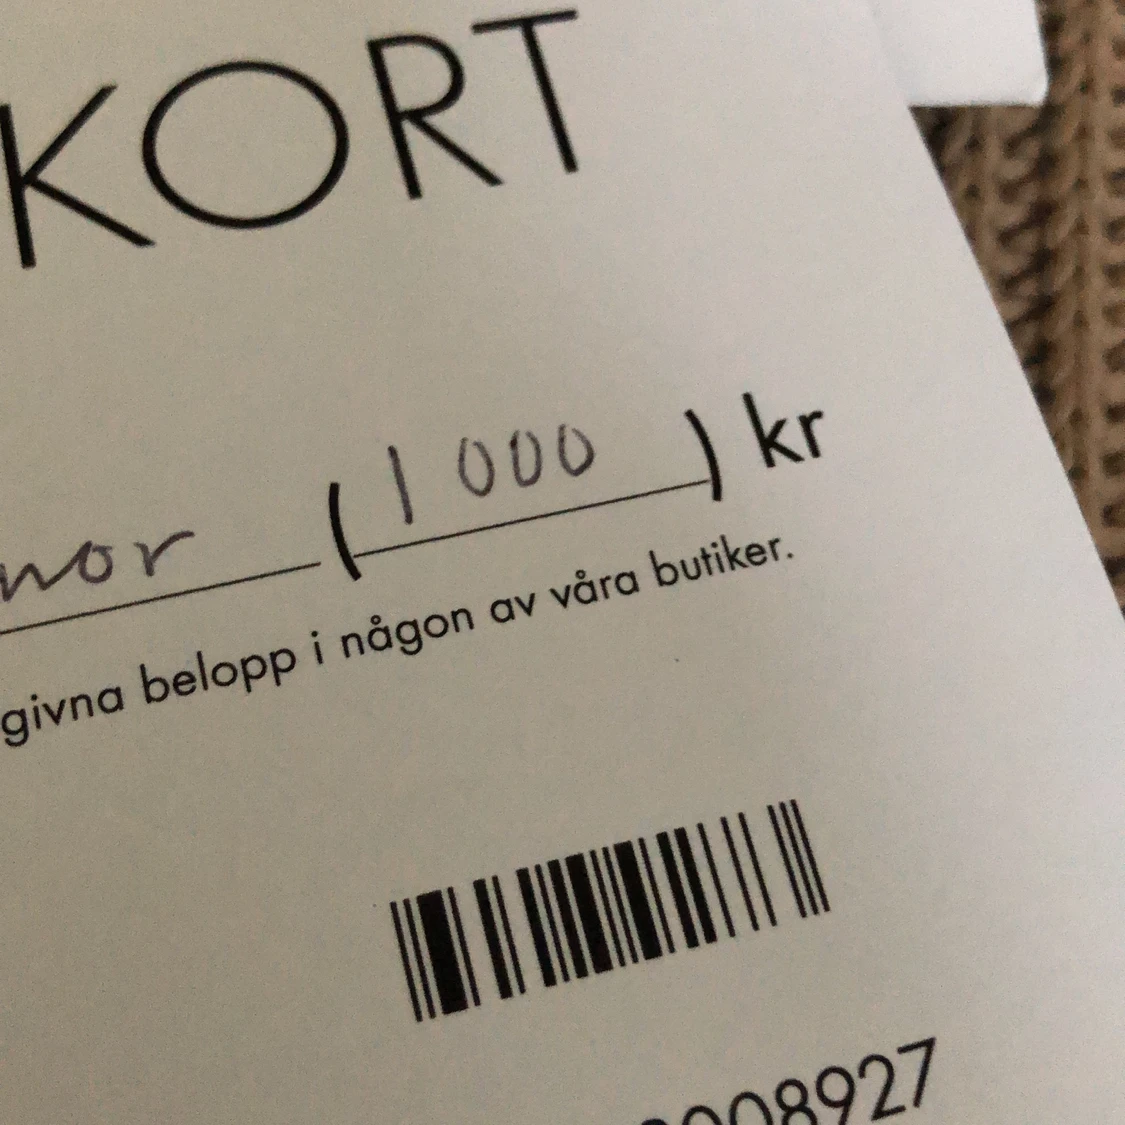 KORT
nor (1 000) kr
givna belopp i någon av våra butiker.
008927